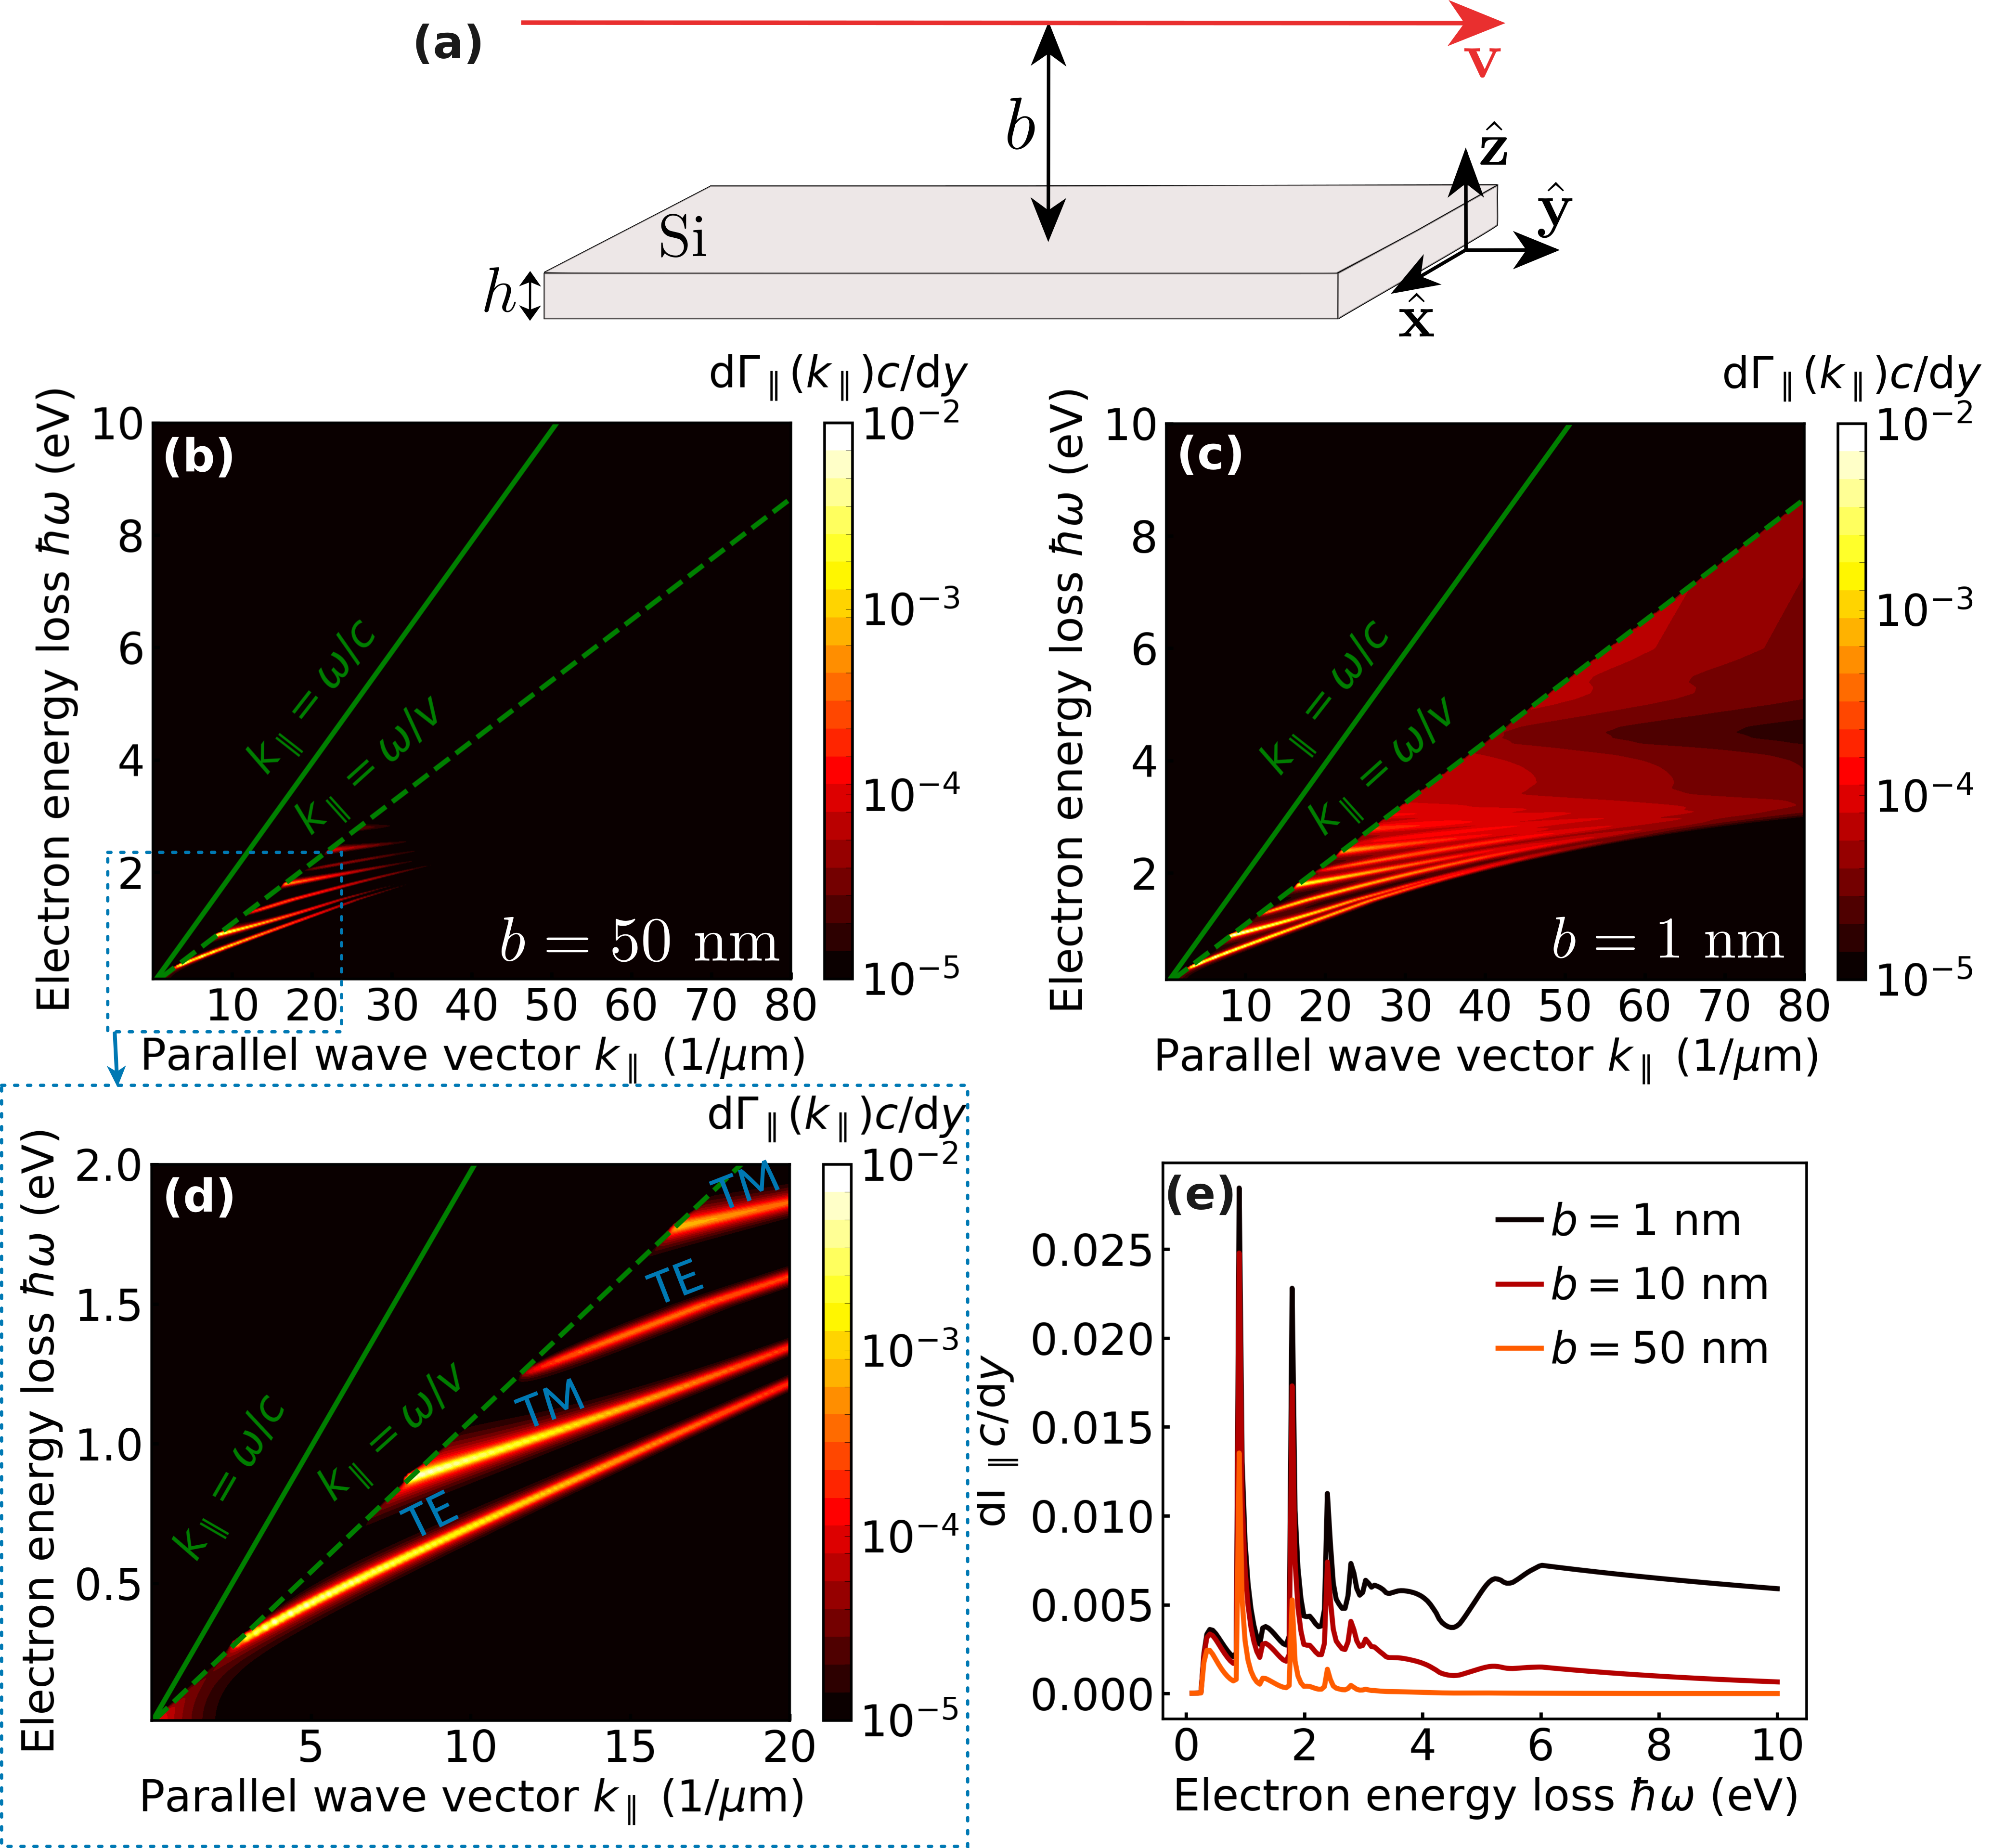 (a)
v
b
ẑ
ŷ
Si
h
x̂
dΓ∥(k∥)c/dy
Electron energy loss ħω (eV)
10
8
6
4
2
(b)
k∥ = ω/c
k∥ = ω/v
b = 50 nm
10 20 30 40 50 60 70 80
Parallel wave vector k∥ (1/μm)
10⁻²
10⁻³
10⁻⁴
10⁻⁵
dΓ∥(k∥)c/dy
Electron energy loss ħω (eV)
10
8
6
4
2
(c)
k∥ = ω/c
k∥ = ω/v
b = 1 nm
10 20 30 40 50 60 70 80
Parallel wave vector k∥ (1/μm)
10⁻²
10⁻³
10⁻⁴
10⁻⁵
dΓ∥(k∥)c/dy
Electron energy loss ħω (eV)
2.0
1.5
1.0
0.5
(d)
TM
TE
TM
TE
k∥ = ω/c
k∥ = ω/v
5 10 15 20
Parallel wave vector k∥ (1/μm)
10⁻²
10⁻³
10⁻⁴
10⁻⁵
(e)
b = 1 nm
b = 10 nm
b = 50 nm
dI∥c/dy
0.025
0.020
0.015
0.010
0.005
0.000
0 2 4 6 8 10
Electron energy loss ħω (eV)